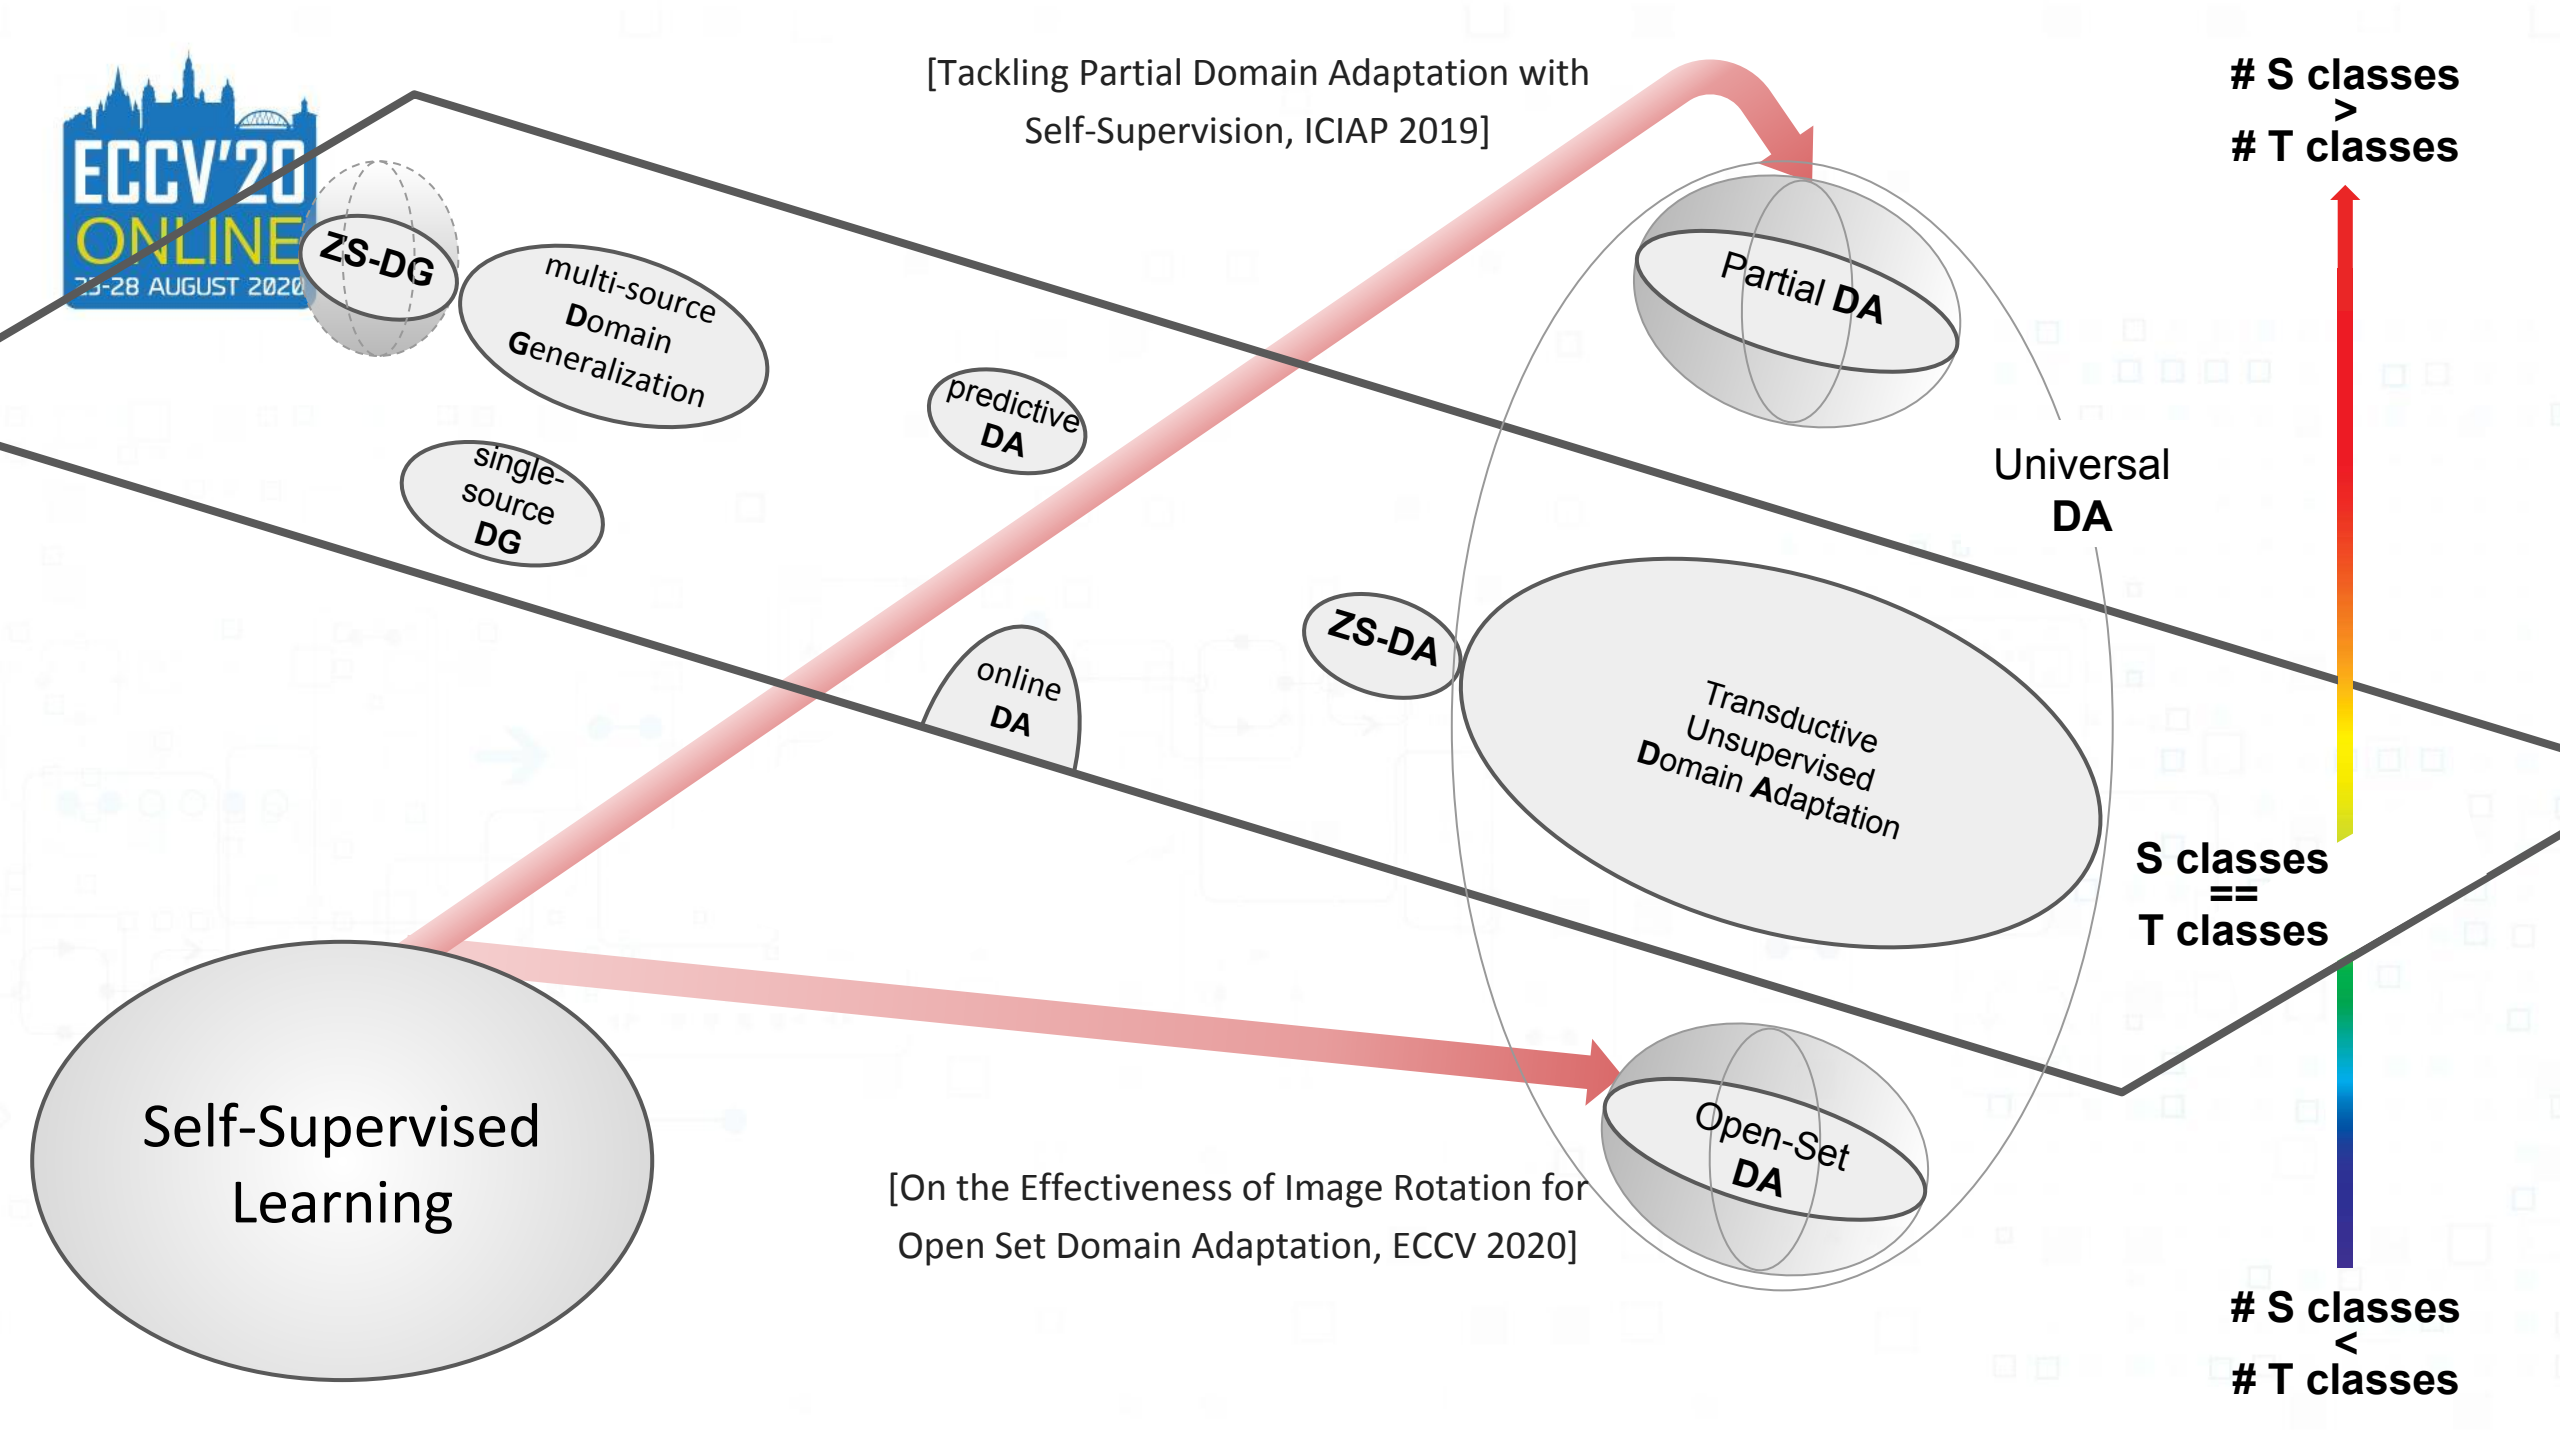 ECCV'20
ONLINE
23-28 AUGUST 2020
[Tackling Partial Domain Adaptation with
Self-Supervision, ICIAP 2019]
# S classes
>
# T classes
ZS-DG
multi-source
Domain
Generalization
single-
source
DG
predictive
DA
Partial DA
Universal
DA
online
DA
ZS-DA
Transductive
Unsupervised
Domain Adaptation
S classes
==
T classes
Self-Supervised
Learning
Open-Set
DA
[On the Effectiveness of Image Rotation for
Open Set Domain Adaptation, ECCV 2020]
# S classes
<
# T classes